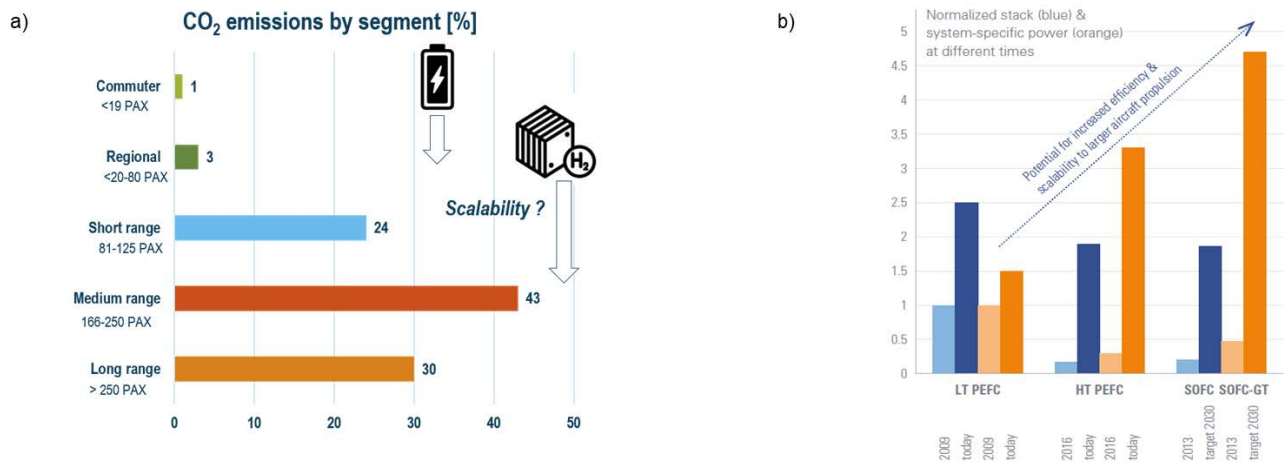 a)
CO₂ emissions by segment [%]
Commuter
<19 PAX
1
Regional
<20-80 PAX
3
Short range
81-125 PAX
24
Medium range
166-250 PAX
43
Long range
> 250 PAX
30
H₂
Scalability ?
0
10
20
30
40
50
b)
Normalized stack (blue) &
system-specific power (orange)
at different times
Potential for increased efficiency &
scalability to larger aircraft propulsion
5
4.5
4
3.5
3
2.5
2
1.5
1
0.5
0
LT PEFC
HT PEFC
SOFC SOFC-GT
2009
today
2009
today
2016
today
2016
today
2013
target 2030
2013
target 2030